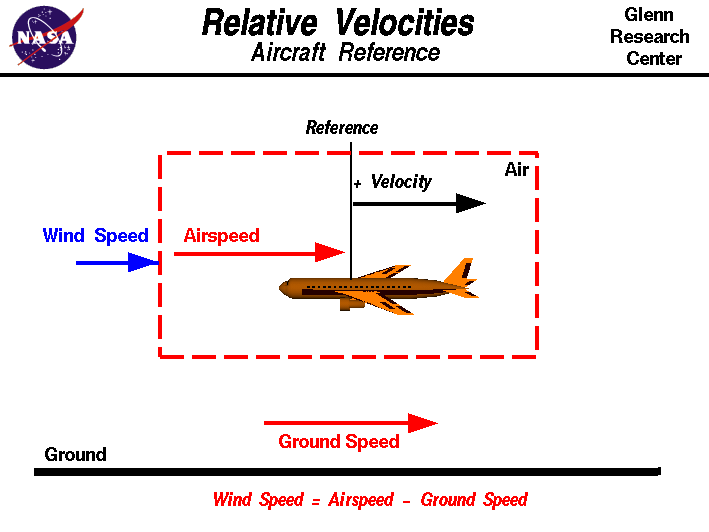 NASA
Relative Velocities
Aircraft Reference
Glenn
Research
Center
Reference
Air
+ Velocity
Wind Speed
Airspeed
Ground Speed
Ground
Wind Speed = Airspeed - Ground Speed